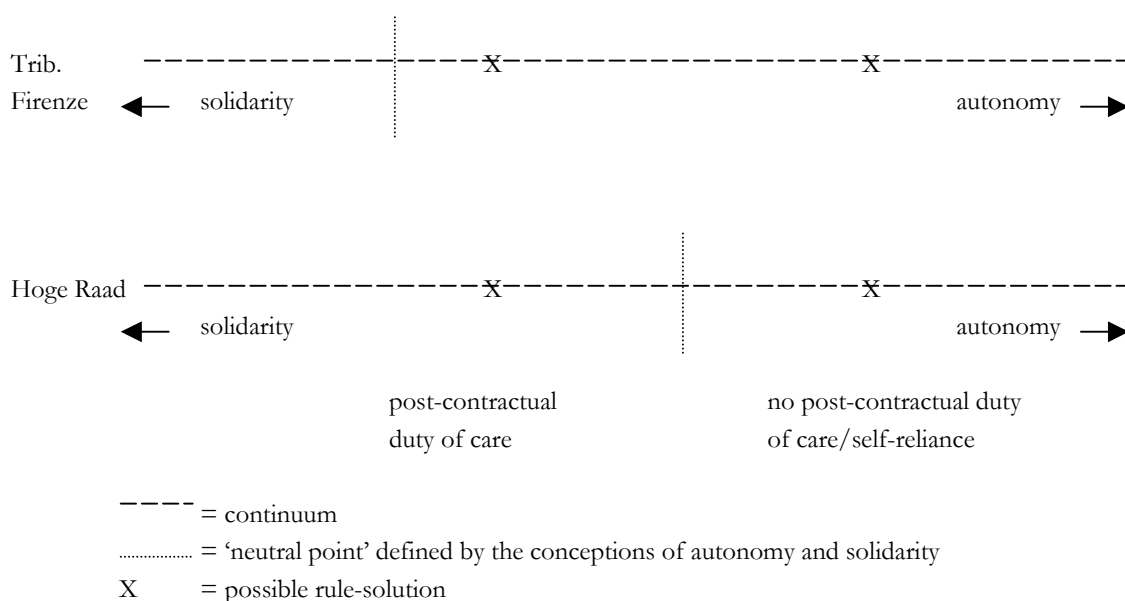 Trib.
Firenze
X X
solidarity autonomy
Hoge Raad
X X
solidarity autonomy
post-contractual
duty of care
no post-contractual duty
of care/self-reliance
= continuum
= ‘neutral point’ defined by the conceptions of autonomy and solidarity
X = possible rule-solution